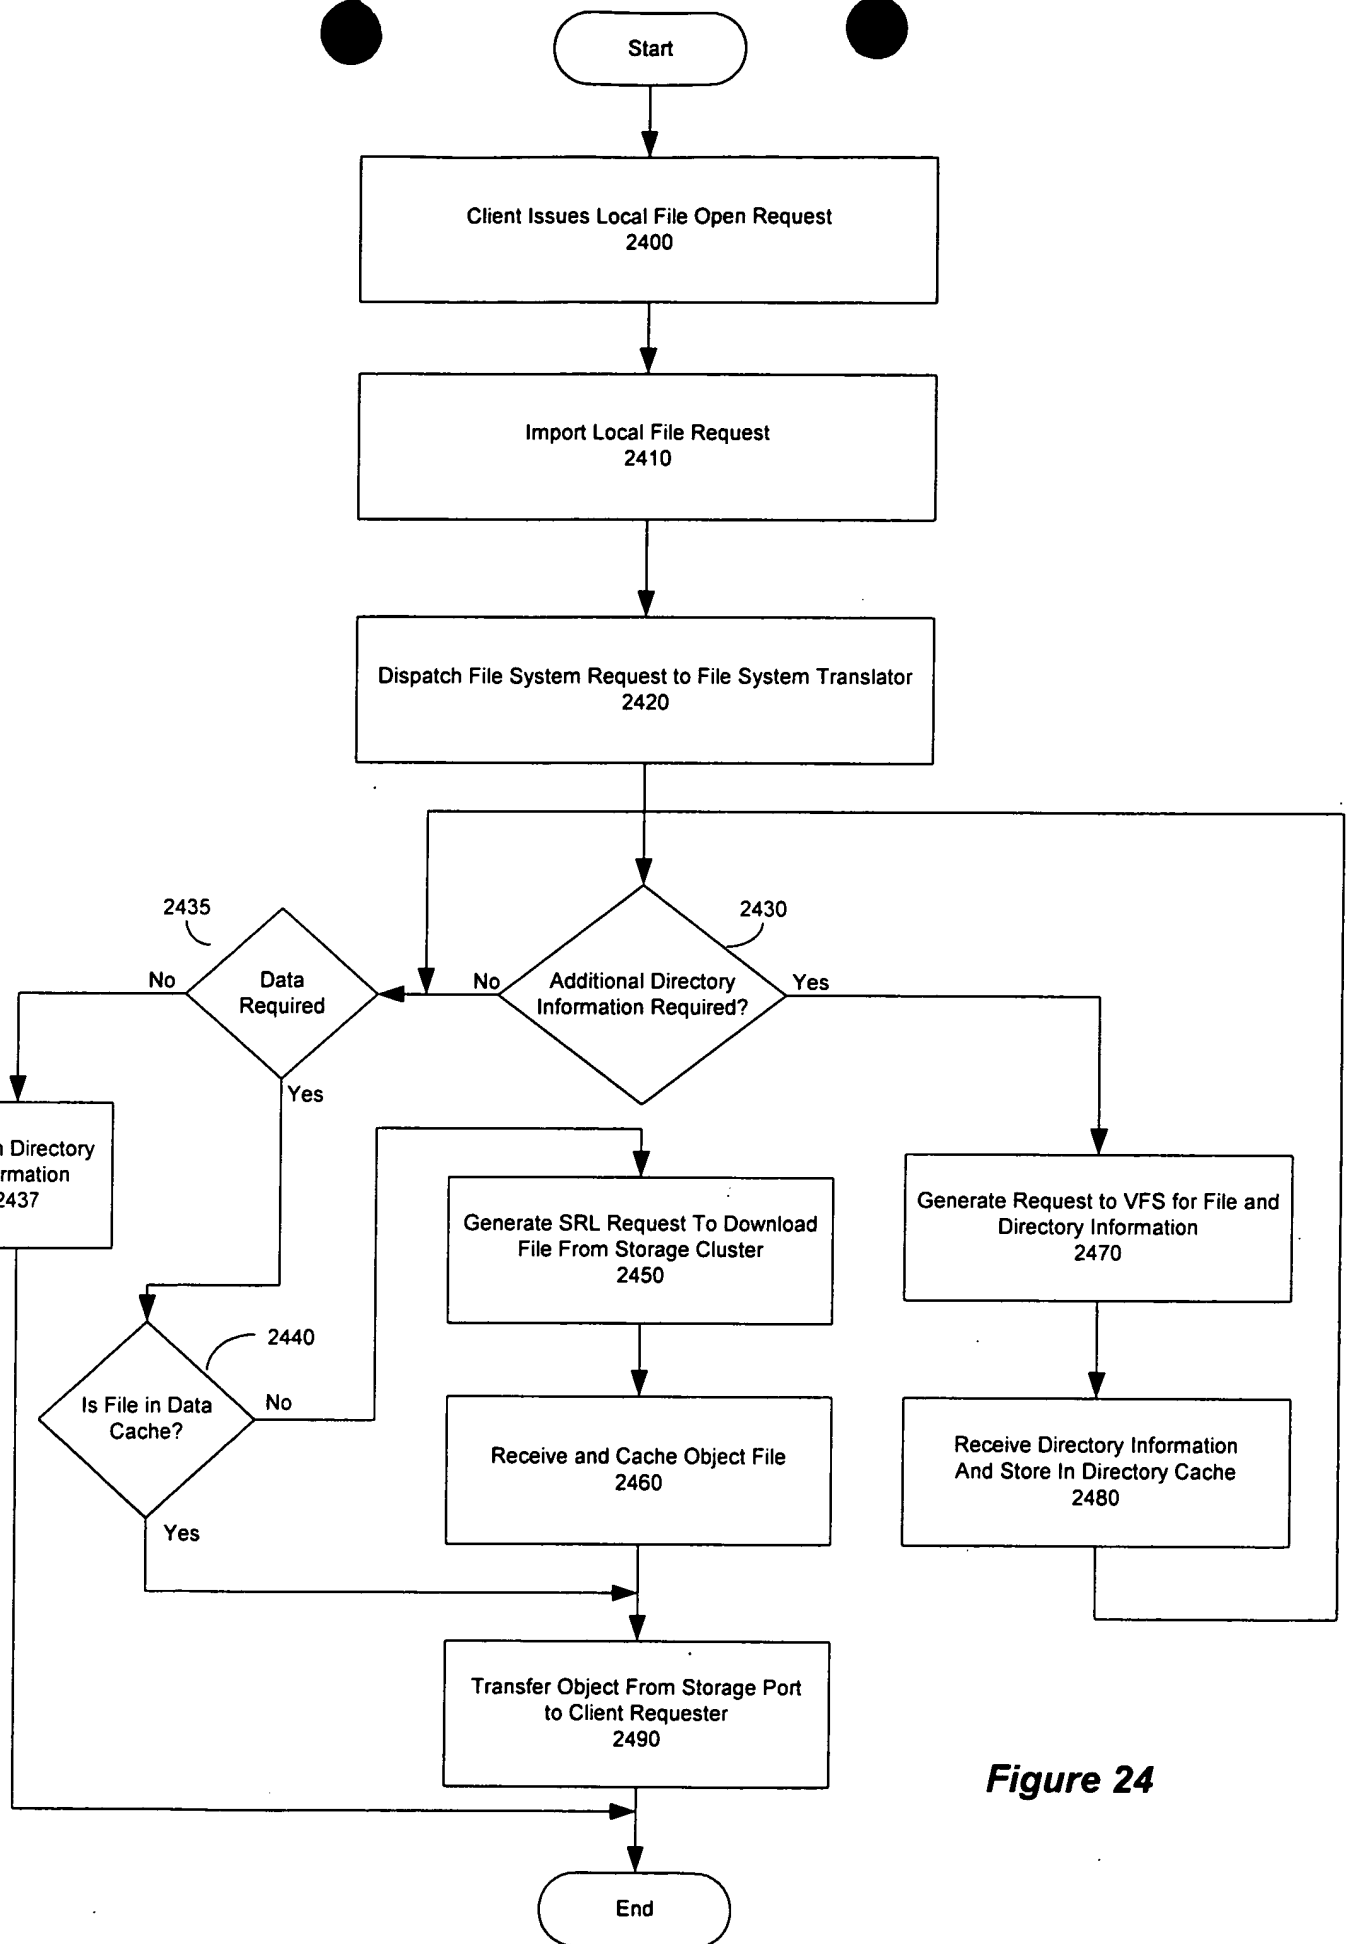 Start
Client Issues Local File Open Request
2400
Import Local File Request
2410
Dispatch File System Request to File System Translator
2420
2435
2430
No
Data
Required
No
Additional Directory
Information Required?
Yes
Yes
Directory
2437
Generate SRL Request To Download
File From Storage Cluster
2450
Generate Request to VFS for File and
Directory Information
2470
2440
Is File in Data
Cache?
No
Yes
Receive and Cache Object File
2460
Receive Directory Information
And Store In Directory Cache
2480
Transfer Object From Storage Port
to Client Requester
2490
Figure 24
End